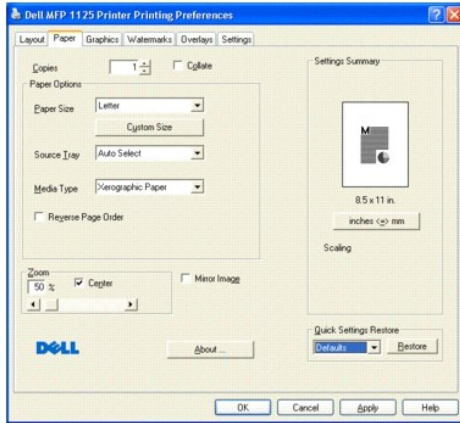 Dell MFP 1125 Printer Printing Preferences
Layout Paper Graphics Watermarks Overlays Settings
Copies 1 Collate
Settings Summary
Paper Options
Paper Size Letter
Custom Size
Source Tray Auto Select
Media Type Xerographic Paper
Reverse Page Order
M
8.5 x 11 in.
inches <=> mm
Scaling
Zoom
50 % Center
Mirror Image
DELL
About ...
Quick Settings Restore
Defaults Restore
OK Cancel Apply Help